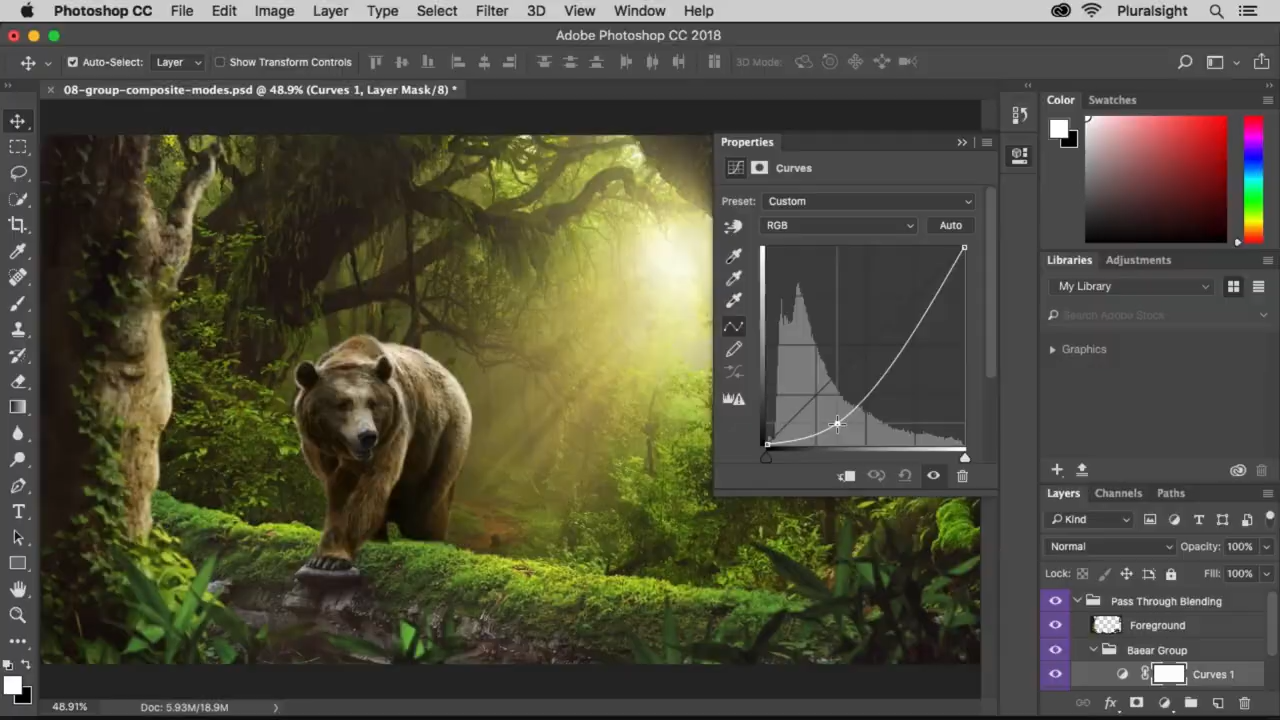 Photoshop CC File Edit Image Layer Type Select Filter 3D View Window Help Pluralsight
Adobe Photoshop CC 2018
Auto-Select: Layer Show Transform Controls 3D Mode:
08-group-composite-modes.psd @ 48.9% (Curves 1, Layer Mask/8) *
Properties
Curves
Preset: Custom
RGB Auto
Color Swatches
Libraries Adjustments
My Library
Search Adobe Stock
Graphics
Layers Channels Paths
Kind
Normal Opacity: 100%
Lock: Fill: 100%
Pass Through Blending
Foreground
Baear Group
Curves 1
48.91% Doc: 5.93M/18.9M